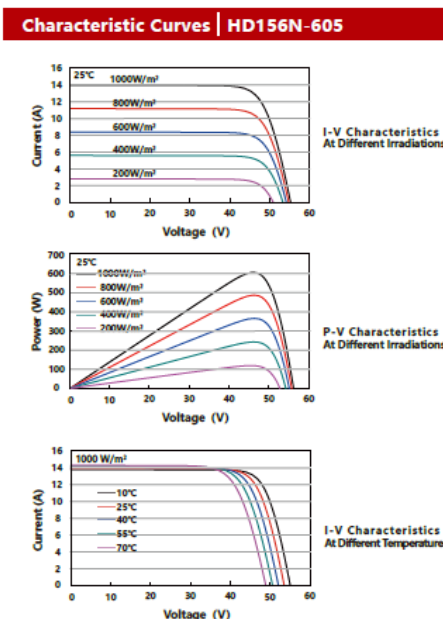 Characteristic Curves | HD156N-605
25℃
1000W/m²
800W/m²
600W/m²
400W/m²
200W/m²
16
14
12
10
8
6
4
2
0
Current (A)
0 10 20 30 40 50 60
Voltage (V)
I-V Characteristics
At Different Irradiations
25℃
1000W/m²
800W/m²
600W/m²
400W/m²
200W/m²
700
600
500
400
300
200
100
0
Power (W)
0 10 20 30 40 50 60
Voltage (V)
P-V Characteristics
At Different Irradiations
1000 W/m²
10℃
25℃
40℃
55℃
70℃
16
14
12
10
8
6
4
2
0
Current (A)
0 10 20 30 40 50 60
Voltage (V)
I-V Characteristics
At Different Temperature